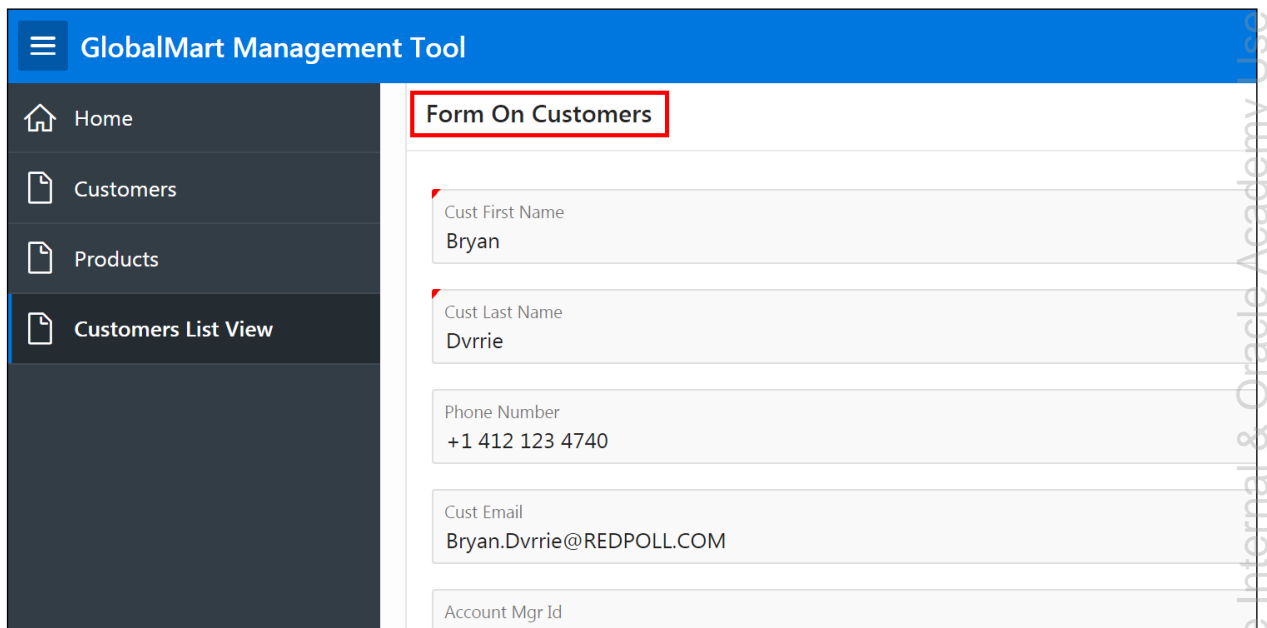 GlobalMart Management Tool
Home
Customers
Products
Customers List View
Form On Customers
Cust First Name
Bryan
Cust Last Name
Dvrrie
Phone Number
+1 412 123 4740
Cust Email
Bryan.Dvrrie@REDPOLL.COM
Account Mgr Id
Internal & Oracle Academy Use